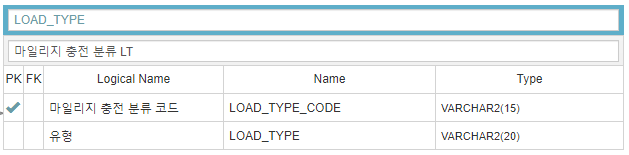 LOAD_TYPE
마일리지 충전 분류 LT
PK FK Logical Name Name Type
마일리지 충전 분류 코드 LOAD_TYPE_CODE VARCHAR2(15)
유형 LOAD_TYPE VARCHAR2(20)